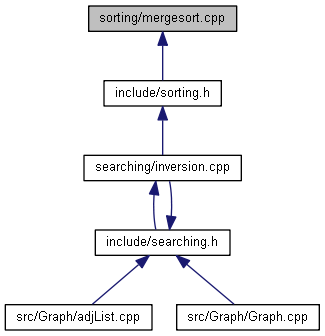 sorting/mergesort.cpp
include/sorting.h
searching/inversion.cpp
include/searching.h
src/Graph/adjList.cpp
src/Graph/Graph.cpp